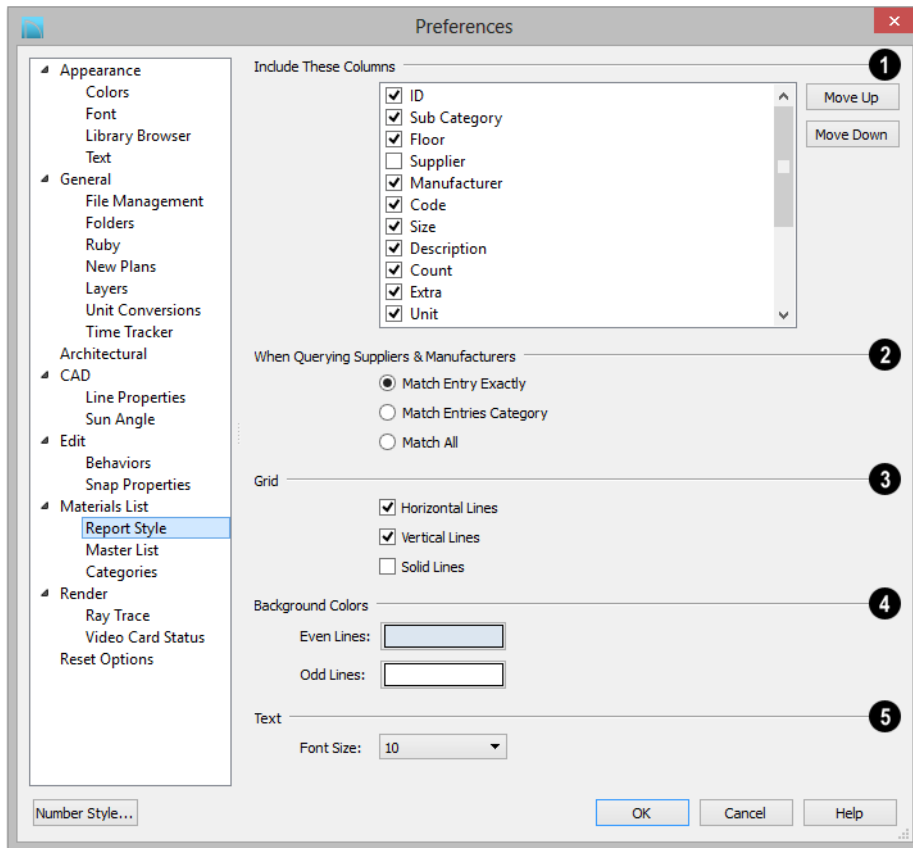 Preferences
Appearance
Colors
Font
Library Browser
Text
General
File Management
Folders
Ruby
New Plans
Layers
Unit Conversions
Time Tracker
Architectural
CAD
Line Properties
Sun Angle
Edit
Behaviors
Snap Properties
Materials List
Report Style
Master List
Categories
Render
Ray Trace
Video Card Status
Reset Options
Include These Columns
1
ID
Sub Category
Floor
Supplier
Manufacturer
Code
Size
Description
Count
Extra
Unit
Move Up
Move Down
When Querying Suppliers & Manufacturers
2
Match Entry Exactly
Match Entries Category
Match All
Grid
3
Horizontal Lines
Vertical Lines
Solid Lines
Background Colors
4
Even Lines:
Odd Lines:
Text
5
Font Size: 10
Number Style...
OK
Cancel
Help